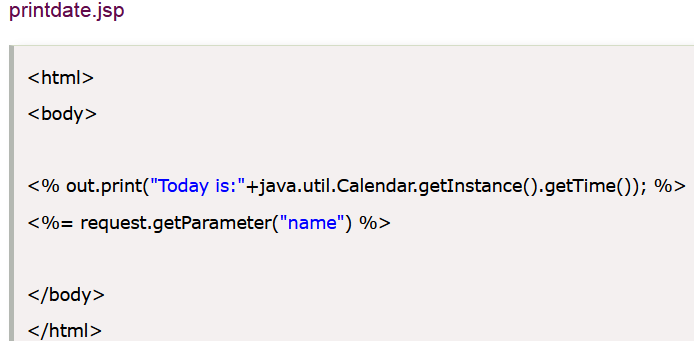 printdate.jsp
<html>
<body>
<% out.print("Today is:"+java.util.Calendar.getInstance().getTime()); %>
<%= request.getParameter("name") %>
</body>
</html>